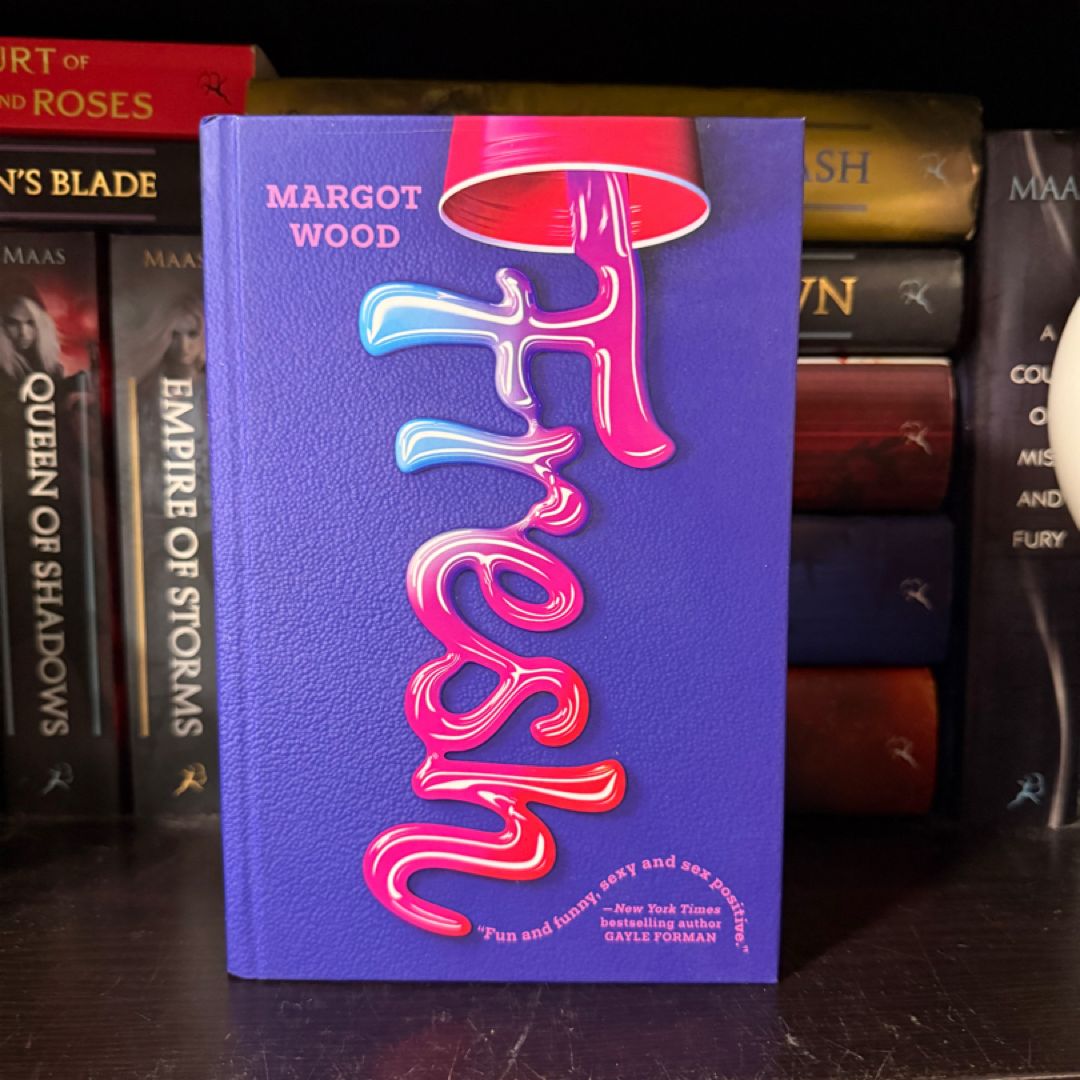 URT OF
ND ROSES
N'S BLADE
MAAS
QUEEN OF SHADOWS
MAAS
EMPIRE OF STORMS
MARGOT
WOOD
Fresh
"Fun and funny, sexy and sex positive."
—New York Times
bestselling author
GAYLE FORMAN
ASH
WN
MAA
A
COU
O
MIS
AND
FURY